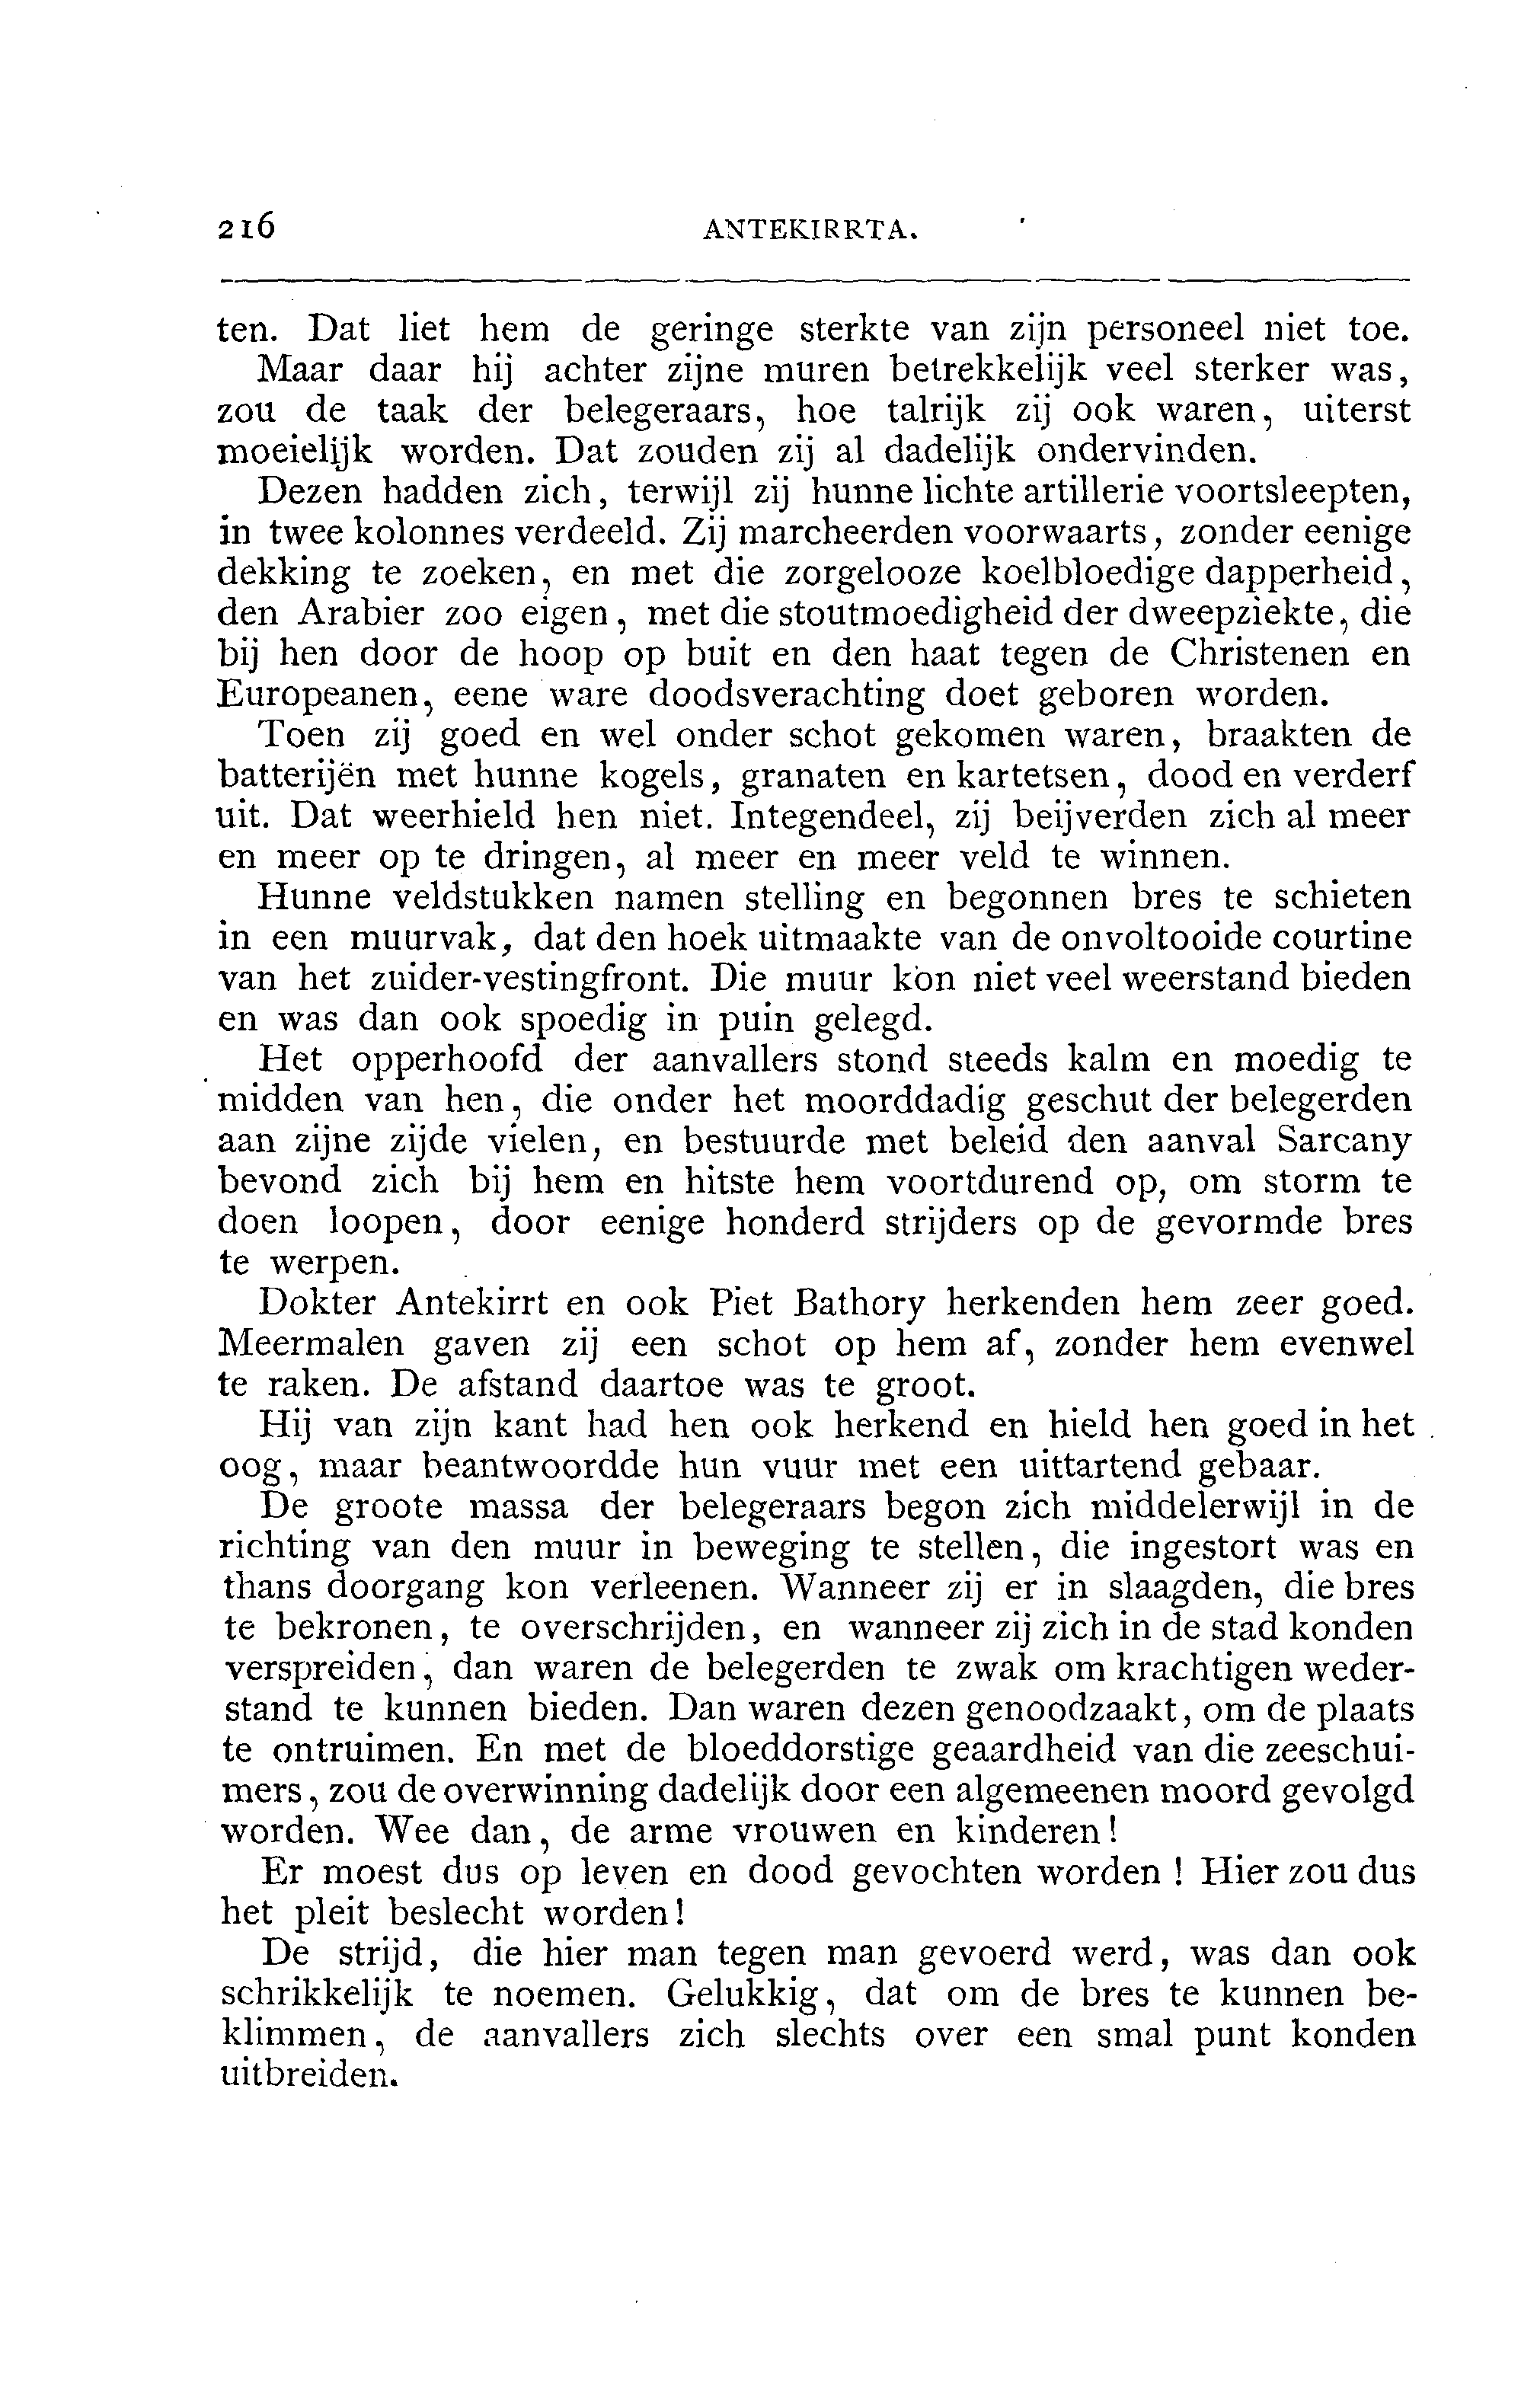 216 ANTEKIRRTA.
ten. Dat liet hem de geringe sterkte van zijn personeel niet toe.
Maar daar hij achter zijne muren betrekkelijk veel sterker was,
zou de taak der belegeraars, hoe talrijk zij ook waren, uiterst
moeielijk worden. Dat zouden zij al dadelijk ondervinden.
Dezen hadden zich, terwijl zij hunne lichte artillerie voortsleepten,
in twee kolonnes verdeeld. Zij marcheerden voorwaarts, zonder eenige
dekking te zoeken, en met die zorgelooze koelbloedige dapperheid,
den Arabier zoo eigen, met die stoutmoedigheid der dweepziekte, die
bij hen door de hoop op buit en den haat tegen de Christenen en
Europeanen, eene ware doodsverachting doet geboren worden.
Toen zij goed en wel onder schot gekomen waren, braakten de
batterijën met hunne kogels, granaten en kartetsen, dood en verderf
uit. Dat weerhield hen niet. Integendeel, zij beijverden zich al meer
en meer op te dringen, al meer en meer veld te winnen.
Hunne veldstukken namen stelling en begonnen bres te schieten
in een muurvak, dat den hoek uitmaakte van de onvoltooide courtine
van het zuider-vestingfront. Die muur kon niet veel weerstand bieden
en was dan ook spoedig in puin gelegd.
Het opperhoofd der aanvallers stond steeds kalm en moedig te
midden van hen, die onder het moorddadig geschut der belegerden
aan zijne zijde vielen, en bestuurde met beleid den aanval Sarcany
bevond zich bij hem en hitste hem voortdurend op, om storm te
doen loopen, door eenige honderd strijders op de gevormde bres
te werpen.
Dokter Antekirrt en ook Piet Bathory herkenden hem zeer goed.
Meermalen gaven zij een schot op hem af, zonder hem evenwel
te raken. De afstand daartoe was te groot.
Hij van zijn kant had hen ook herkend en hield hen goed in het
oog, maar beantwoordde hun vuur met een uittartend gebaar.
De groote massa der belegeraars begon zich middelerwijl in de
richting van den muur in beweging te stellen, die ingestort was en
thans doorgang kon verleenen. Wanneer zij er in slaagden, die bres
te bekronen, te overschrijden, en wanneer zij zich in de stad konden
verspreiden, dan waren de belegerden te zwak om krachtigen weder-
stand te kunnen bieden. Dan waren dezen genoodzaakt, om de plaats
te ontruimen. En met de bloeddorstige geaardheid van die zeeschui-
mers, zou de overwinning dadelijk door een algemeenen moord gevolgd
worden. Wee dan, de arme vrouwen en kinderen!
Er moest dus op leven en dood gevochten worden! Hier zou dus
het pleit beslecht worden!
De strijd, die hier man tegen man gevoerd werd, was dan ook
schrikkelijk te noemen. Gelukkig, dat om de bres te kunnen be-
klimmen, de aanvallers zich slechts over een smal punt konden
uitbreiden.